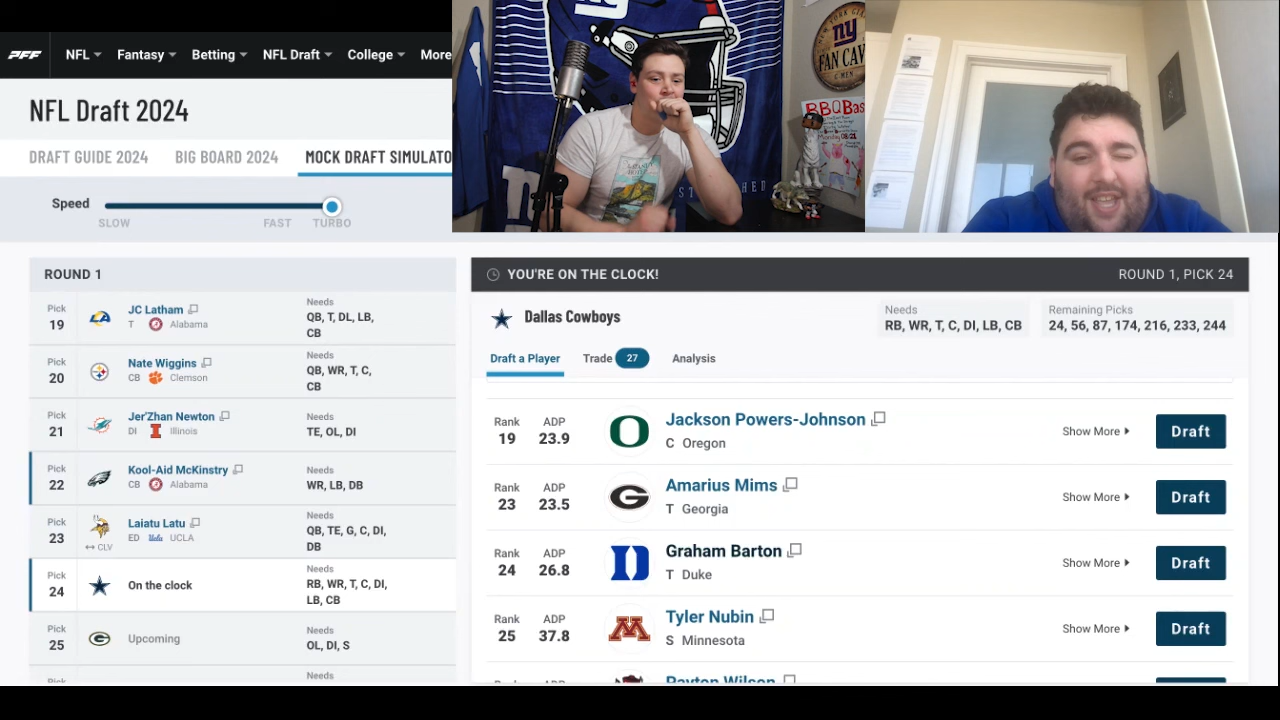 PFF NFL Fantasy Betting NFL Draft College More
NFL Draft 2024
DRAFT GUIDE 2024 BIG BOARD 2024 MOCK DRAFT SIMULATO
Speed
SLOW FAST TURBO
ROUND 1
Pick 19
JC Latham
T Alabama
Needs
QB, T, DL, LB,
CB
Pick 20
Nate Wiggins
CB Clemson
Needs
QB, WR, T, C,
CB
Pick 21
Jer'Zhan Newton
DI Illinois
Needs
TE, OL, DI
Pick 22
Kool-Aid McKinstry
CB Alabama
Needs
WR, LB, DB
Pick 23
↔ CLV
Laiatu Latu
ED UCLA
Needs
QB, TE, G, C, DI,
DB
Pick 24
On the clock
Needs
RB, WR, T, C, DI,
LB, CB
Pick 25
Upcoming
Needs
OL, DI, S
Pick
Needs
NEW YORK GIANTS
ny
FAN CAVE
BBQ Bas
YOU'RE ON THE CLOCK! ROUND 1, PICK 24
Dallas Cowboys
Needs
RB, WR, T, C, DI, LB, CB
Remaining Picks
24, 56, 87, 174, 216, 233, 244
Draft a Player Trade 27 Analysis
Rank 19
ADP 23.9
Jackson Powers-Johnson
C Oregon
Show More Draft
Rank 23
ADP 23.5
Amarius Mims
T Georgia
Show More Draft
Rank 24
ADP 26.8
Graham Barton
T Duke
Show More Draft
Rank 25
ADP 37.8
Tyler Nubin
S Minnesota
Show More Draft
Payton Wilson